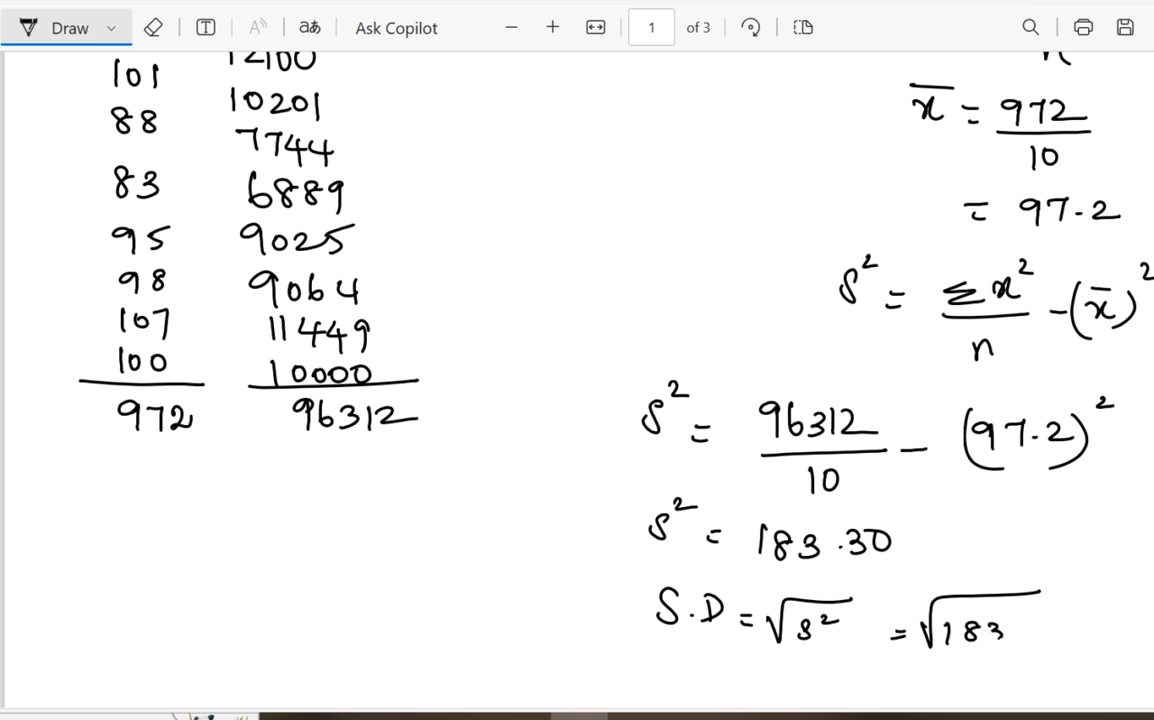 Draw
Ask Copilot
1 of 3
101 12100
88 10201
83 7744
95 6889
98 9025
107 9064
100 11449
10000
972 96312
n
x̄ = 972/10
= 97.2
S² = Σx²/n - (x̄)²
S² = 96312/10 - (97.2)²
S² = 183.30
S.D = √S² = √183